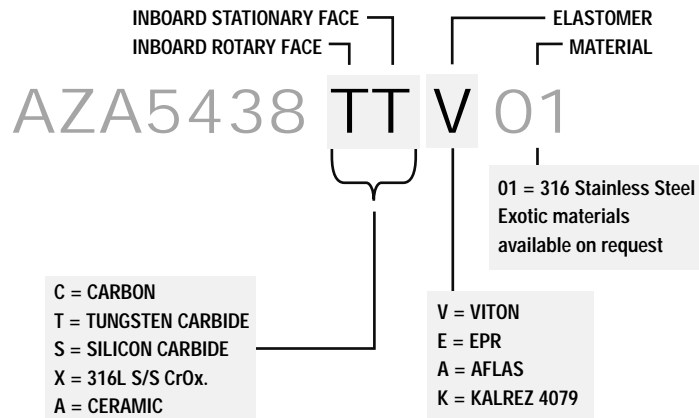 INBOARD STATIONARY FACE
INBOARD ROTARY FACE
ELASTOMER
MATERIAL
AZA5438 TT V 01
01 = 316 Stainless Steel
Exotic materials
available on request
C = CARBON
T = TUNGSTEN CARBIDE
S = SILICON CARBIDE
X = 316L S/S CrOx.
A = CERAMIC
V = VITON
E = EPR
A = AFLAS
K = KALREZ 4079